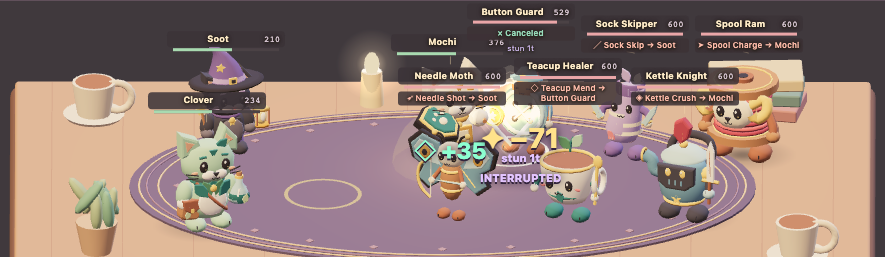 Button Guard 529
× Canceled
stun 1t
Soot 210
Mochi 376
Sock Skipper 600
⟋ Sock Skip → Soot
Spool Ram 600
➤ Spool Charge → Mochi
Clover 234
Needle Moth 600
✓ Needle Shot → Soot
Teacup Healer 600
◇ Teacup Mend →
Button Guard
Kettle Knight 600
◈ Kettle Crush → Mochi
+35
−71
stun 1t
INTERRUPTED